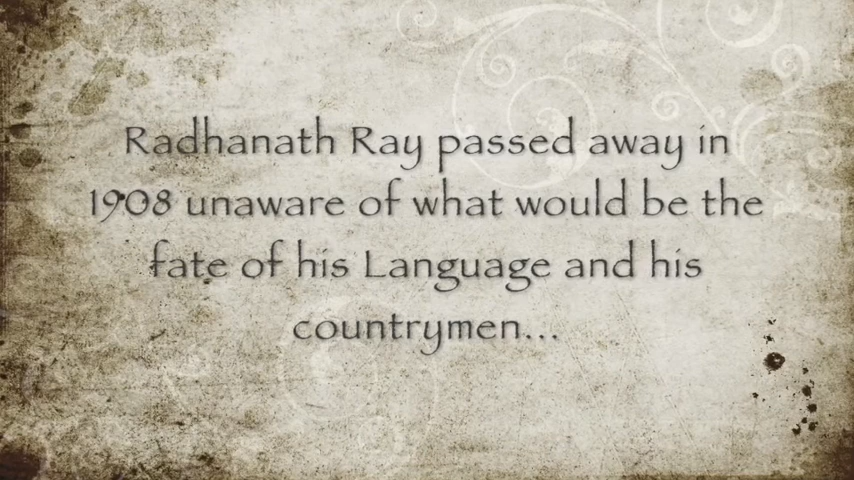 Radhanath Ray passed away in
1908 unaware of what would be the
fate of his Language and his
countrymen...